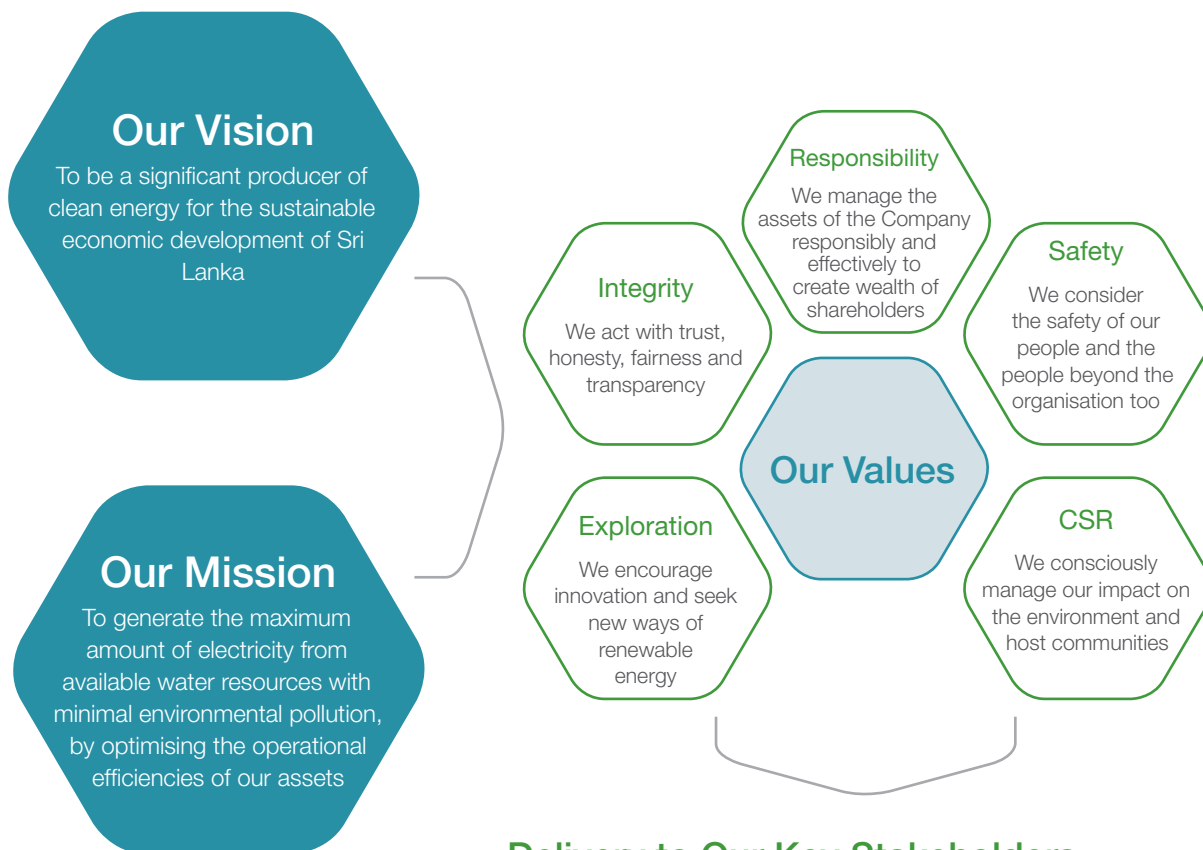 Our Vision
To be a significant producer of
clean energy for the sustainable
economic development of Sri
Lanka
Our Mission
To generate the maximum
amount of electricity from
available water resources with
minimal environmental pollution,
by optimising the operational
efficiencies of our assets
Responsibility
We manage the
assets of the Company
responsibly and
effectively to
create wealth of
shareholders
Integrity
We act with trust,
honesty, fairness and
transparency
Safety
We consider
the safety of our
people and the
people beyond the
organisation too
Our Values
Exploration
We encourage
innovation and seek
new ways of
renewable
energy
CSR
We consciously
manage our impact on
the environment and
host communities
Delivery to Our Key Stakeholders